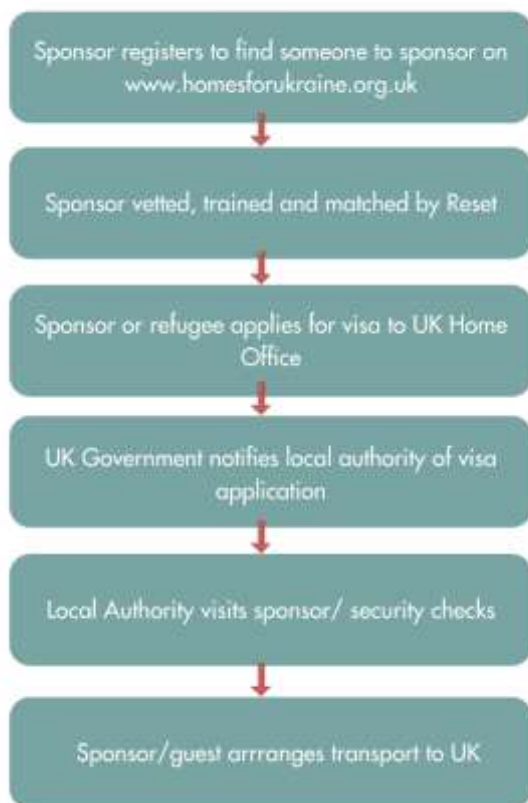 Sponsor registers to find someone to sponsor on
www.homesforukraine.org.uk
Sponsor vetted, trained and matched by Reset
Sponsor or refugee applies for visa to UK Home
Office
UK Government notifies local authority of visa
application
Local Authority visits sponsor/ security checks
Sponsor/guest arrranges transport to UK